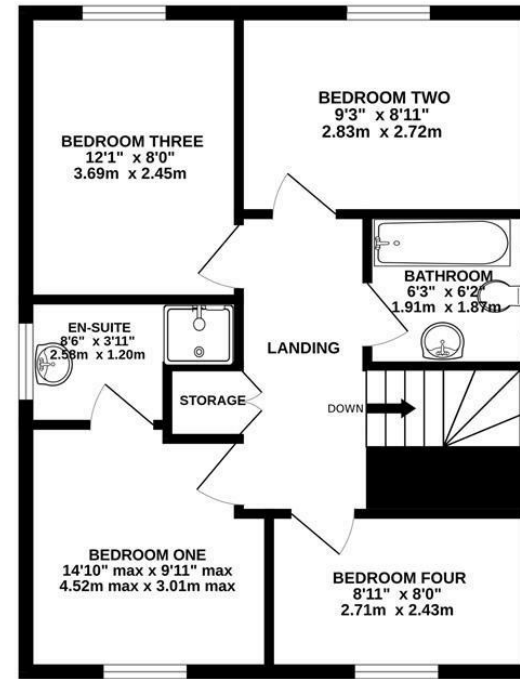 BEDROOM TWO
9'3" x 8'11"
2.83m x 2.72m
BEDROOM THREE
12'1" x 8'0"
3.69m x 2.45m
BATHROOM
6'3" x 6'2"
1.91m x 1.87m
EN-SUITE
8'6" x 3'11"
2.58m x 1.20m
LANDING
STORAGE
DOWN
BEDROOM ONE
14'10" max x 9'11" max
4.52m max x 3.01m max
BEDROOM FOUR
8'11" x 8'0"
2.71m x 2.43m